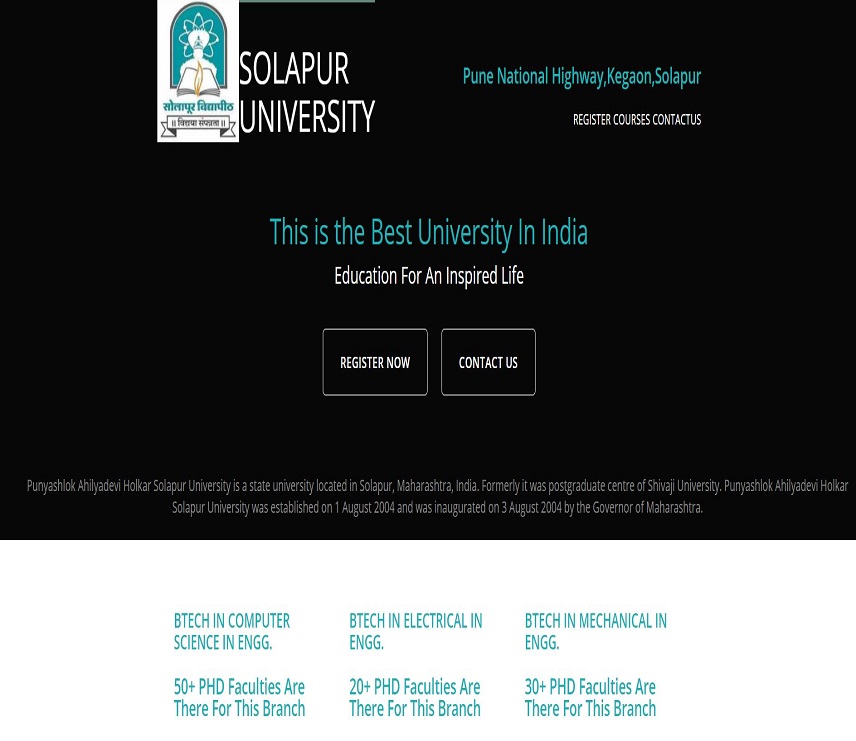 सोलापूर विद्यापीठ
॥ विद्यया संपन्नता ॥
SOLAPUR
UNIVERSITY
Pune National Highway,Kegaon,Solapur
REGISTER COURSES CONTACTUS
This is the Best University In India
Education For An Inspired Life
REGISTER NOW
CONTACT US
Punyashlok Ahilyadevi Holkar Solapur University is a state university located in Solapur, Maharashtra, India. Formerly it was postgraduate centre of Shivaji University. Punyashlok Ahilyadevi Holkar
Solapur University was established on 1 August 2004 and was inaugurated on 3 August 2004 by the Governor of Maharashtra.
BTECH IN COMPUTER
SCIENCE IN ENGG.
50+ PHD Faculties Are
There For This Branch
BTECH IN ELECTRICAL IN
ENGG.
20+ PHD Faculties Are
There For This Branch
BTECH IN MECHANICAL IN
ENGG.
30+ PHD Faculties Are
There For This Branch